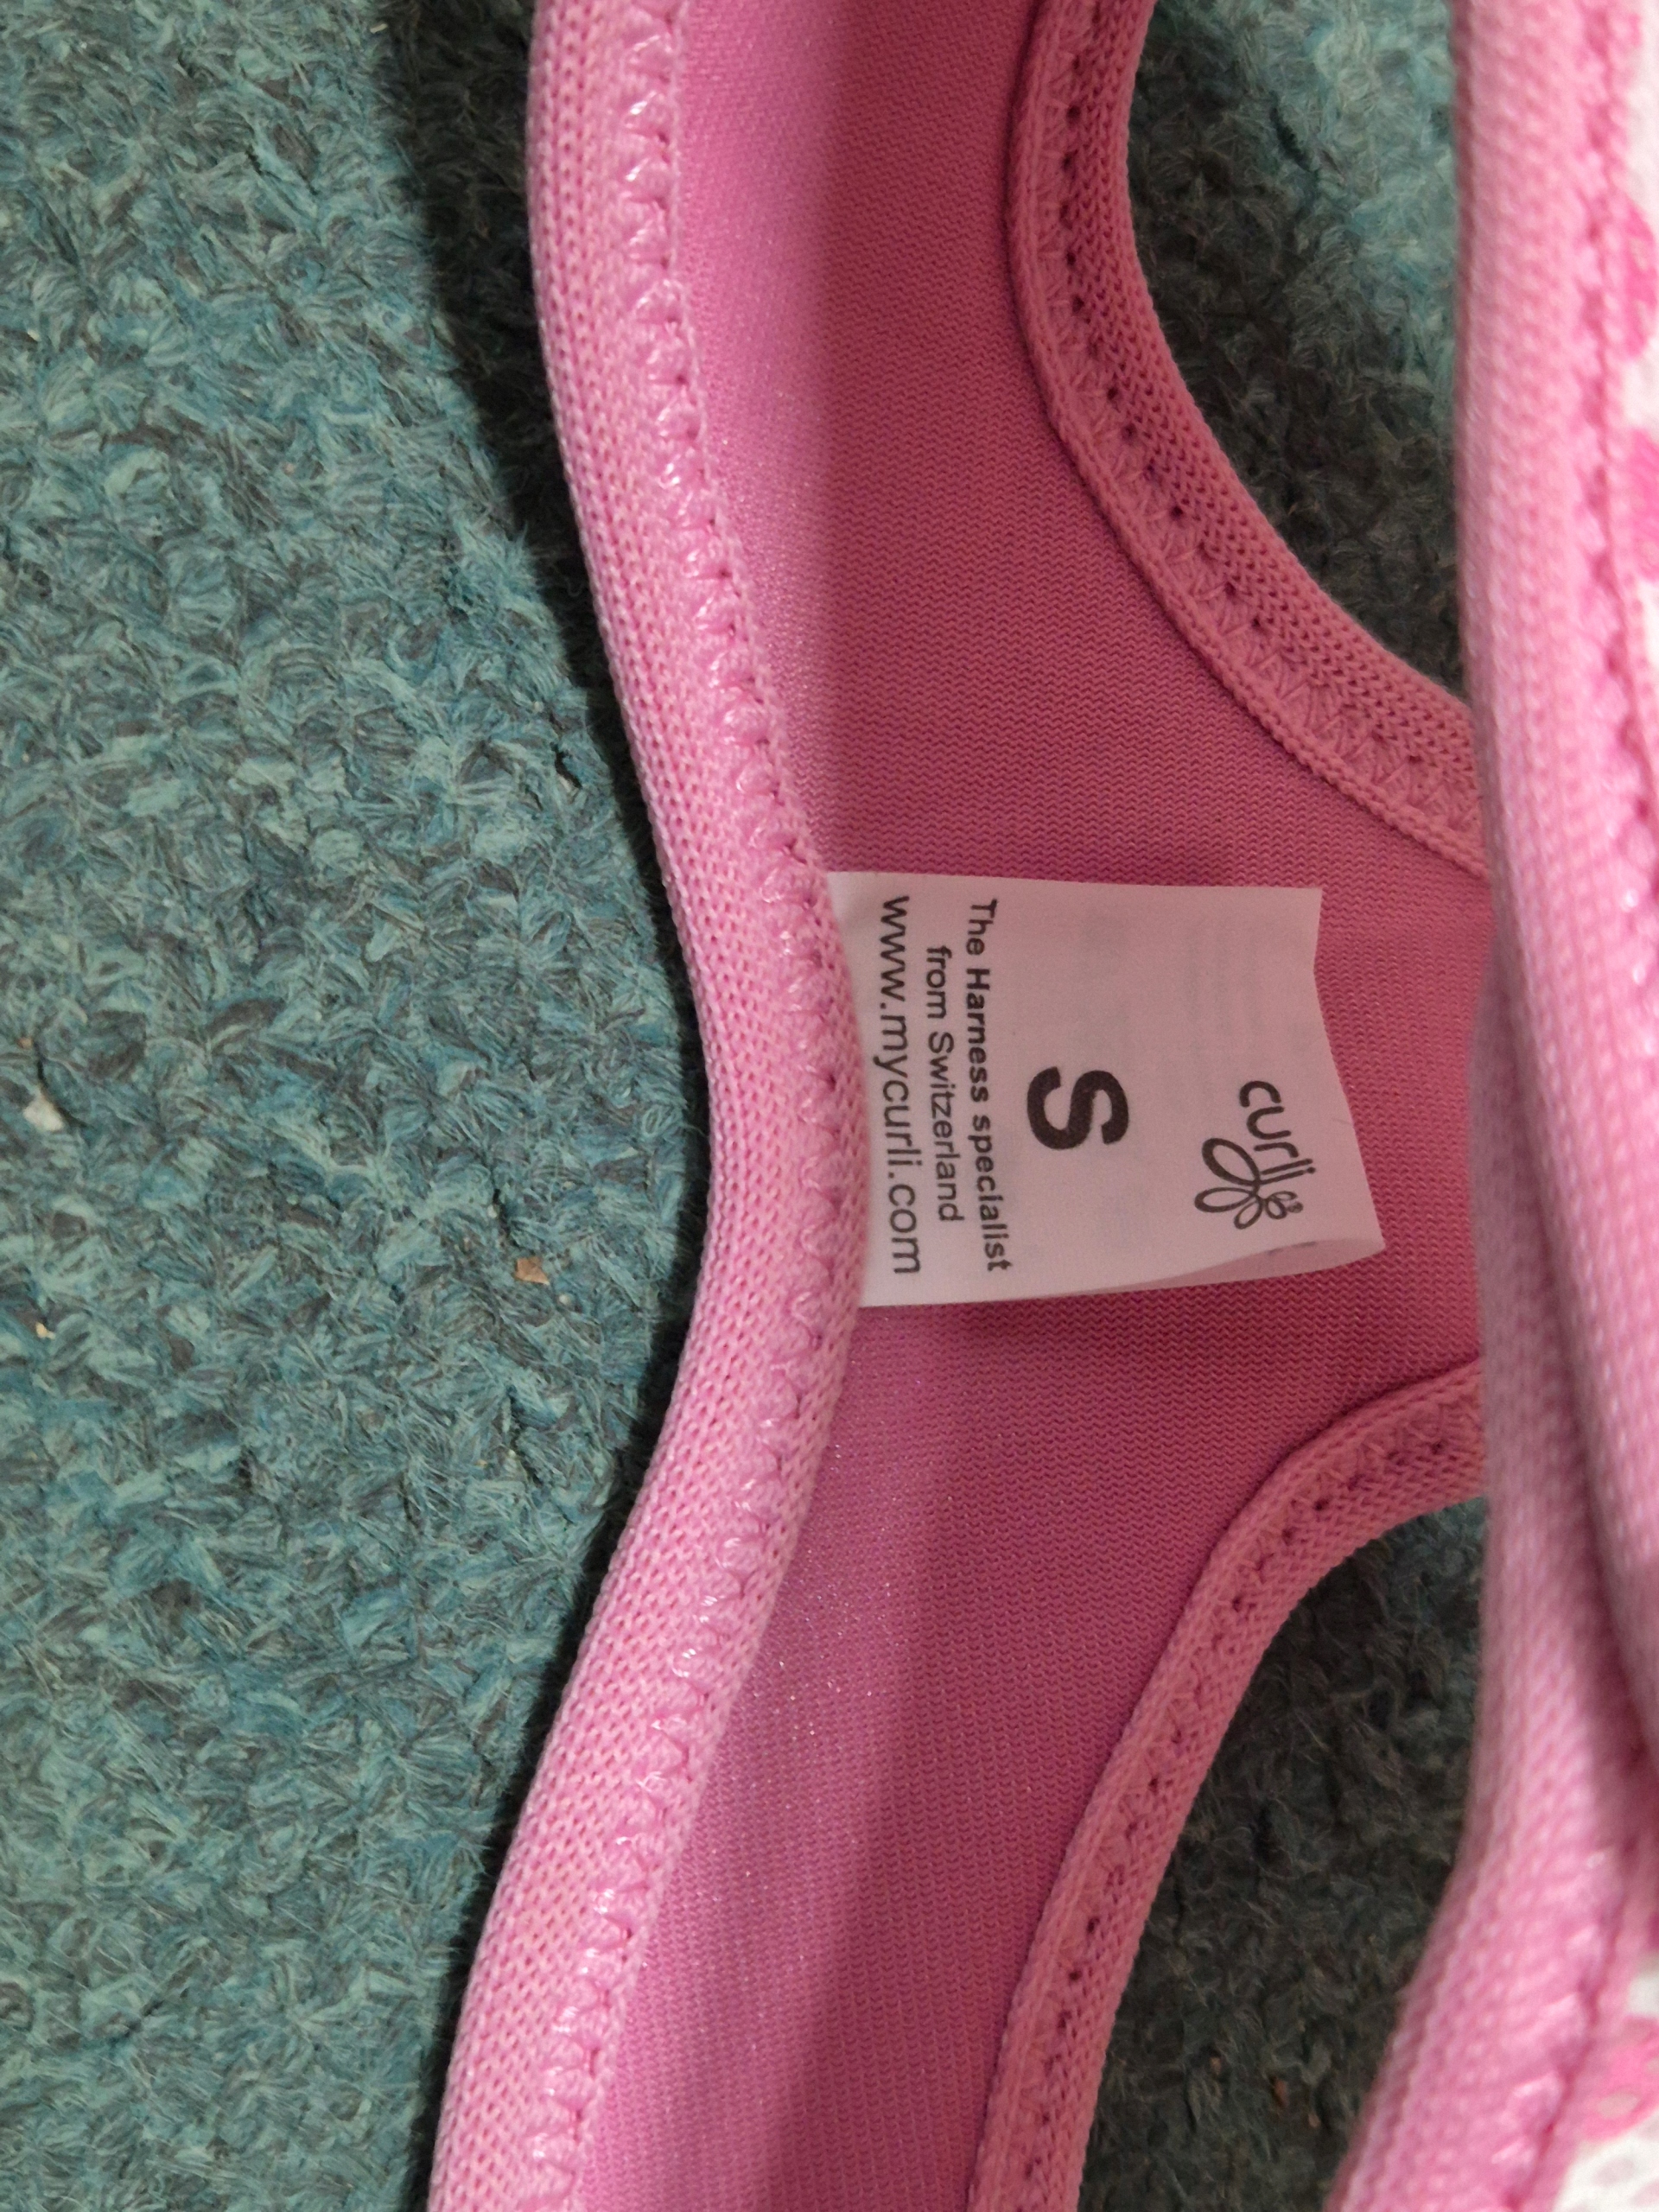 curli
S
The Harness specialist
from Switzerland
www.mycurli.com